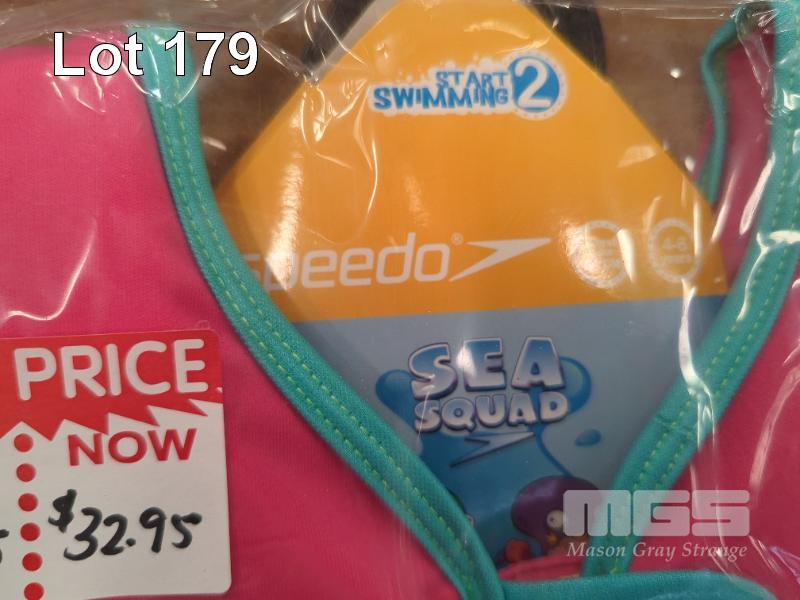 Lot 179
START
SWIMMING 2
speedo®
4-6
SEA
SQUAD
PRICE
NOW
$32.95
MGS
Mason Gray Strange